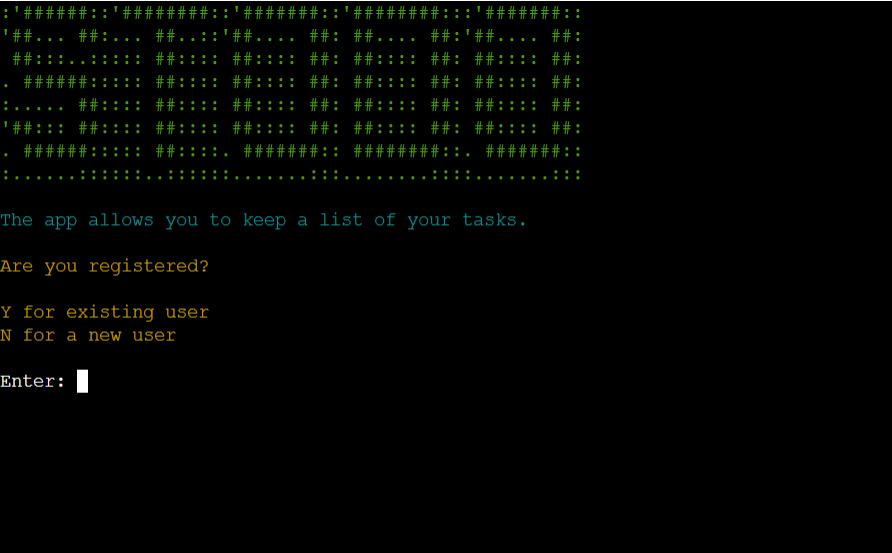 :'######::'########::'#######::'########:::'#######::
'##... ##:... ##..::'##.... ##: ##.... ##:'##.... ##:
 ##:::..::::: ##:::: ##:::: ##: ##:::: ##: ##:::: ##:
. ######::::: ##:::: ##:::: ##: ##:::: ##: ##:::: ##:
:..... ##:::: ##:::: ##:::: ##: ##:::: ##: ##:::: ##:
'##::: ##:::: ##:::: ##:::: ##: ##:::: ##: ##:::: ##:
. ######::::: ##::::. #######:: ########::. #######::
:......::::::..::::::.......:::........::::.......:::
The app allows you to keep a list of your tasks.
Are you registered?
Y for existing user
N for a new user
Enter: